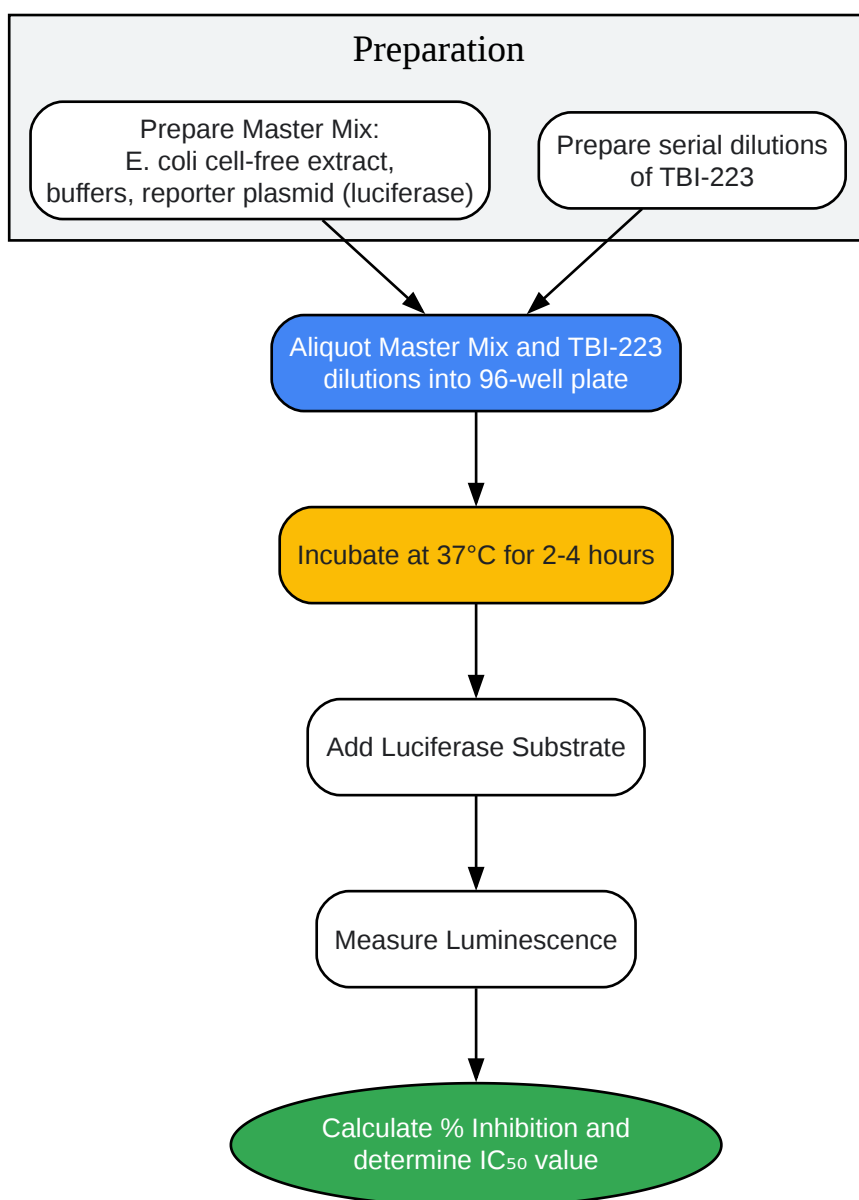 Preparation
Prepare Master Mix:
E. coli cell-free extract,
buffers, reporter plasmid (luciferase)
Prepare serial dilutions
of TBI-223
Aliquot Master Mix and TBI-223
dilutions into 96-well plate
Incubate at 37°C for 2-4 hours
Add Luciferase Substrate
Measure Luminescence
Calculate % Inhibition and
determine IC₅₀ value